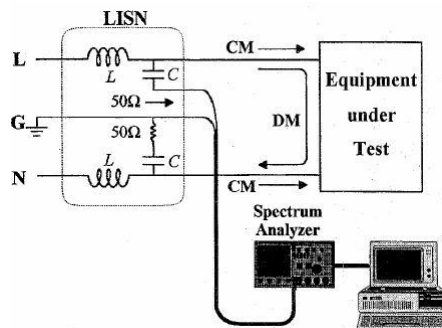 LISN
L
L
C
CM
50Ω
G
50Ω
DM
L
C
N
CM
Equipment
under
Test
Spectrum
Analyzer